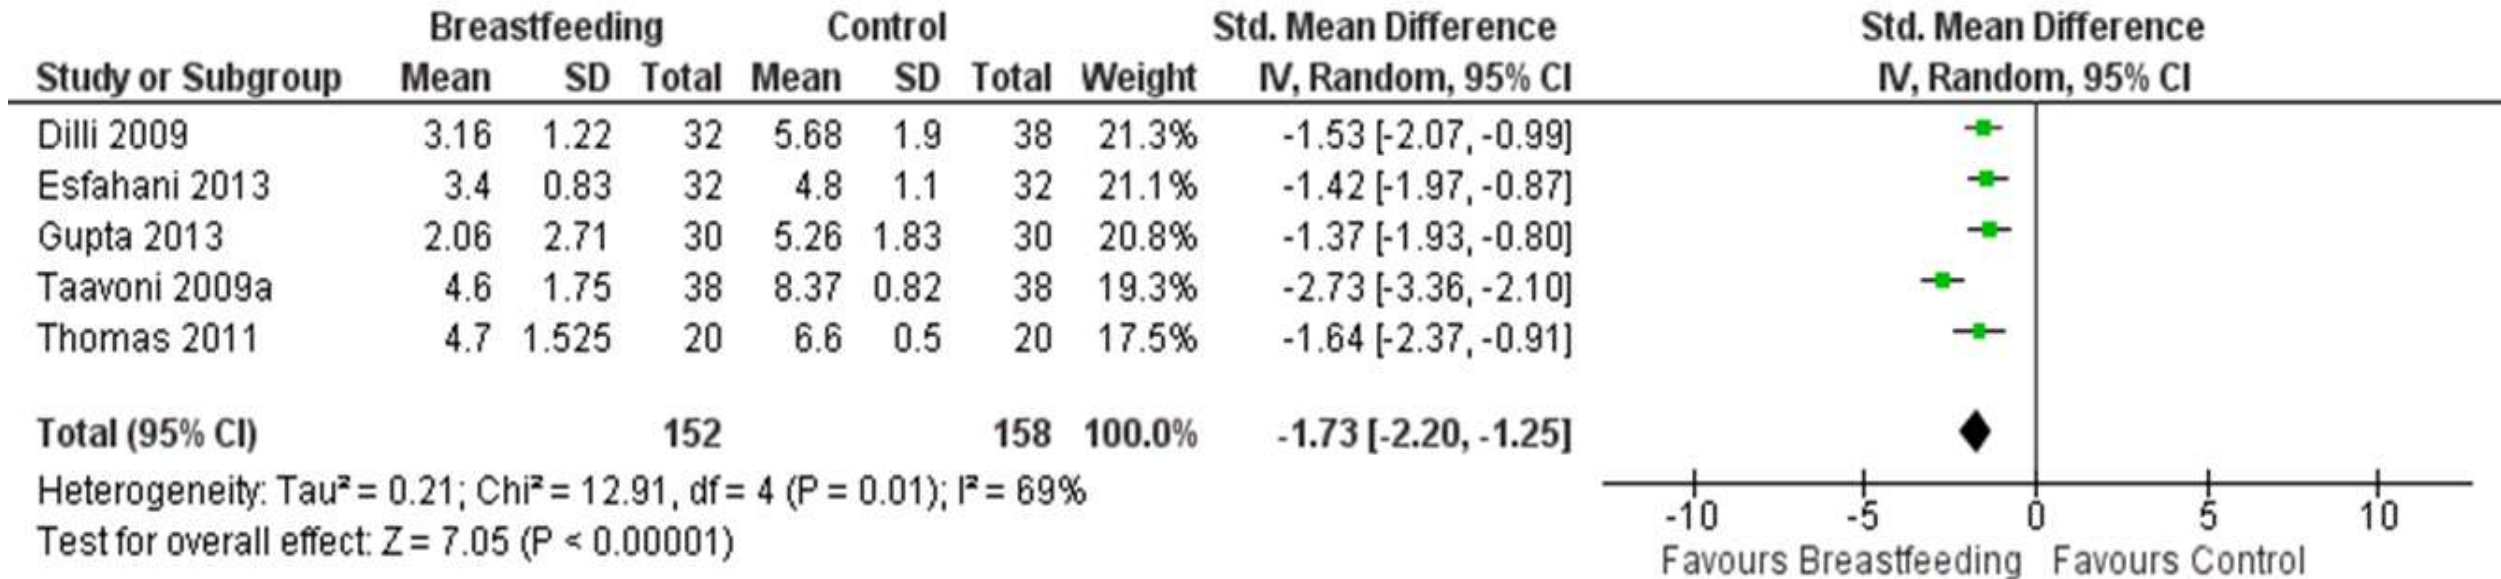 Breastfeeding Control Std. Mean Difference Std. Mean Difference
Study or Subgroup Mean SD Total Mean SD Total Weight IV, Random, 95% CI IV, Random, 95% CI
Dilli 2009 3.16 1.22 32 5.68 1.9 38 21.3% -1.53 [-2.07, -0.99]
Esfahani 2013 3.4 0.83 32 4.8 1.1 32 21.1% -1.42 [-1.97, -0.87]
Gupta 2013 2.06 2.71 30 5.26 1.83 30 20.8% -1.37 [-1.93, -0.80]
Taavoni 2009a 4.6 1.75 38 8.37 0.82 38 19.3% -2.73 [-3.36, -2.10]
Thomas 2011 4.7 1.525 20 6.6 0.5 20 17.5% -1.64 [-2.37, -0.91]
Total (95% CI) 152 158 100.0% -1.73 [-2.20, -1.25]
Heterogeneity: Tau² = 0.21; Chi² = 12.91, df = 4 (P = 0.01); I² = 69%
Test for overall effect: Z = 7.05 (P < 0.00001)
-10 -5 0 5 10
Favours Breastfeeding Favours Control